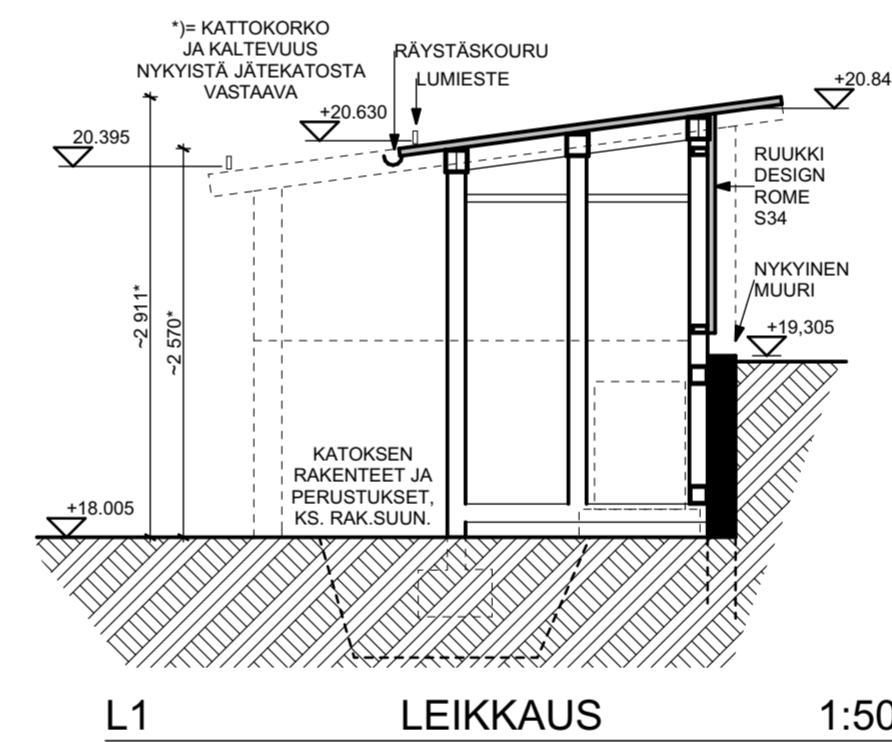 *)= KATTOKORKO
JA KALTEVUUS
NYKYISTÄ JÄTEKATOSTA
VASTAAVA
RÄYSTÄSKOURU
LUMIESTE
+20.84
+20.630
20.395
RUUKKI
DESIGN
ROME
S34
NYKYINEN
MUURI
+19,305
~2 911*
~2 570*
KATOKSEN
RAKENTEET JA
PERUSTUKSET,
KS. RAK.SUUN.
+18.005
L1 LEIKKAUS 1:50